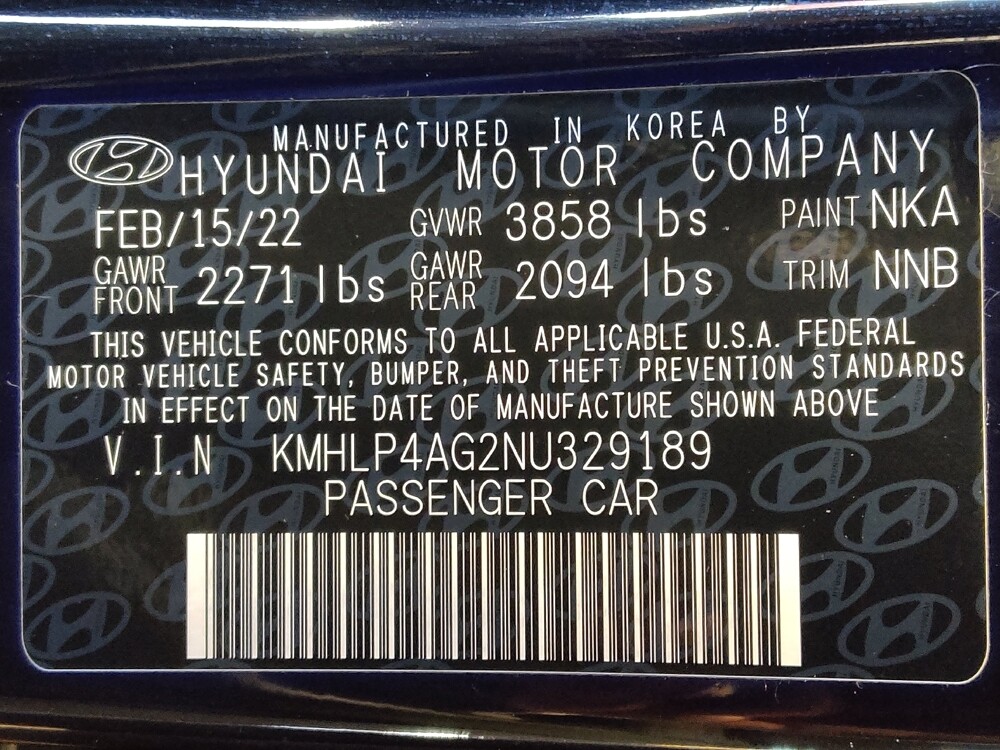 MANUFACTURED IN KOREA BY
HYUNDAI MOTOR COMPANY
FEB/15/22 GVWR 3858 lbs PAINT NKA
GAWR FRONT 2271 lbs GAWR REAR 2094 lbs TRIM NNB
THIS VEHICLE CONFORMS TO ALL APPLICABLE U.S.A. FEDERAL
MOTOR VEHICLE SAFETY, BUMPER, AND THEFT PREVENTION STANDARDS
IN EFFECT ON THE DATE OF MANUFACTURE SHOWN ABOVE
V.I.N KMHLP4AG2NU329189
PASSENGER CAR